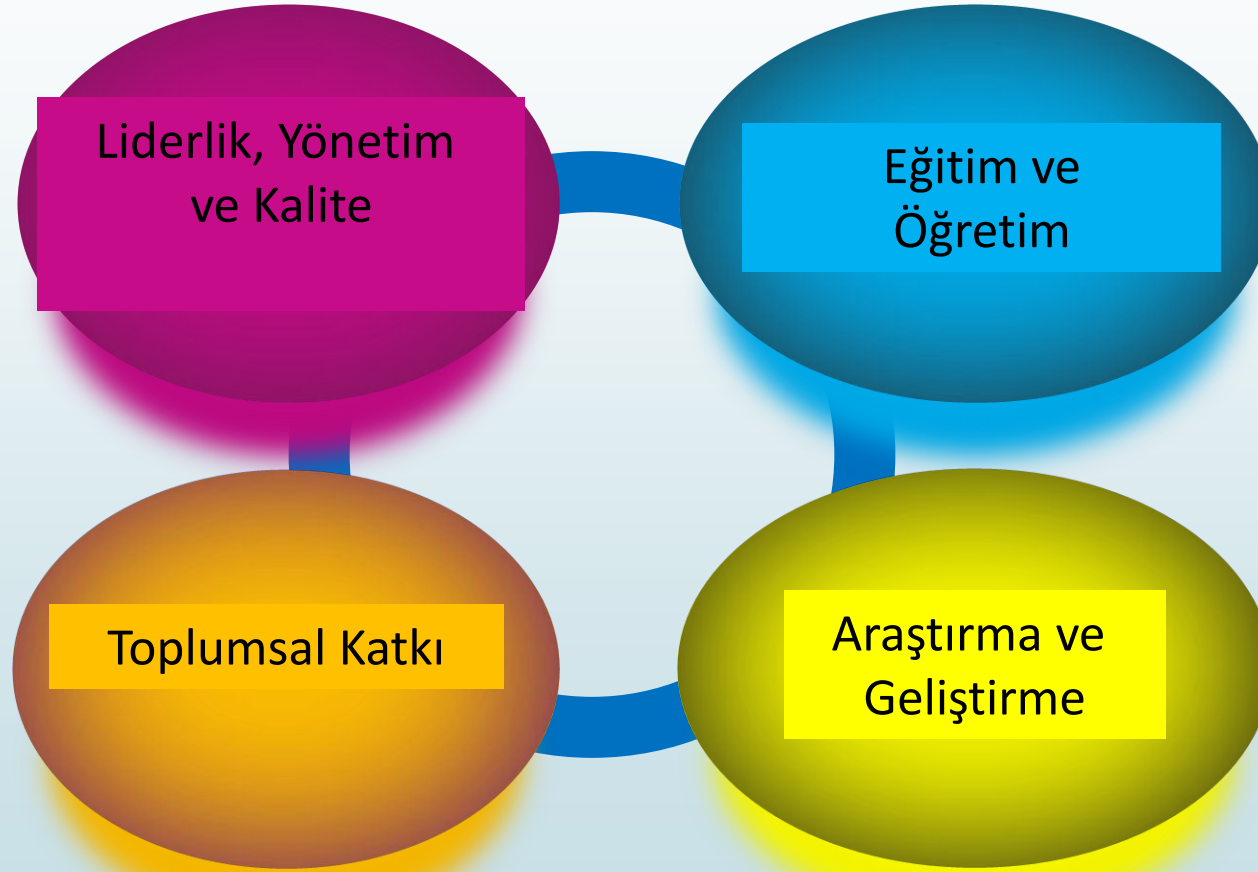 Liderlik, Yönetim
ve Kalite
Eğitim ve
Öğretim
Toplumsal Katkı
Araştırma ve
Geliştirme